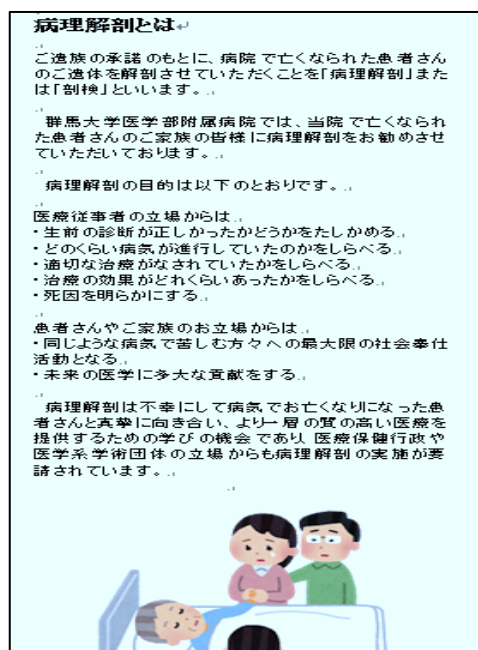 病理解剖とは
ご遺族の承諾のもとに、病院で亡くなられた患者さん
のご遺体を解剖させていただくことを「病理解剖」また
は「剖検」といいます。
群馬大学医学部附属病院では、当院で亡くなられ
た患者さんのご家族の皆様に病理解剖をお勧めさせ
ていただいております。
病理解剖の目的は以下のとおりです。
医療従事者の立場からは
・生前の診断が正しかったかどうかをたしかめる
・どのくらい病気が進行していたのかをしらべる
・適切な治療がなされていたかをしらべる
・治療の効果がどれくらいあったかをしらべる
・死因を明らかにする
患者さんやご家族のお立場からは
・同じような病気で苦しむ方々への最大限の社会奉仕
活動となる
・未来の医学に多大な貢献をする
病理解剖は不幸にして病気でお亡くなりになった患
者さんと真摯に向き合い、より一層の質の高い医療を
提供するための学びの機会であり、医療保健行政や
医学系学術団体の立場からも病理解剖の実施が要
請されています。